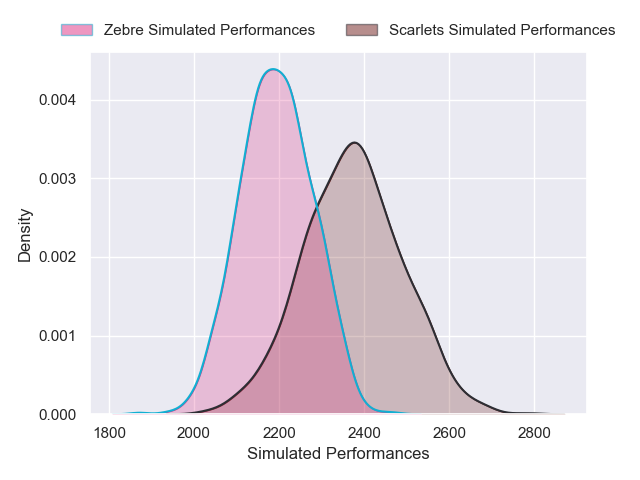 Zebre Simulated Performances Scarlets Simulated Performances
0.004
0.003
0.002
0.001
0.000
Density
1800 2000 2200 2400 2600 2800
Simulated Performances